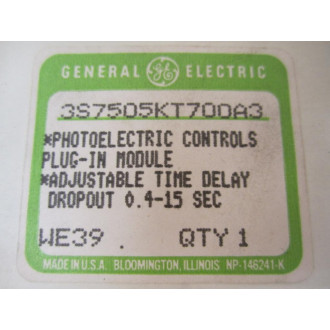 GENERAL GE ELECTRIC
3S7505KT700A3
*PHOTOELECTRIC CONTROLS
PLUG-IN MODULE
*ADJUSTABLE TIME DELAY
DROPOUT 0.4-15 SEC
WE39 . QTY 1
MADE IN U.S.A. BLOOMINGTON, ILLINOIS NP-146241-K